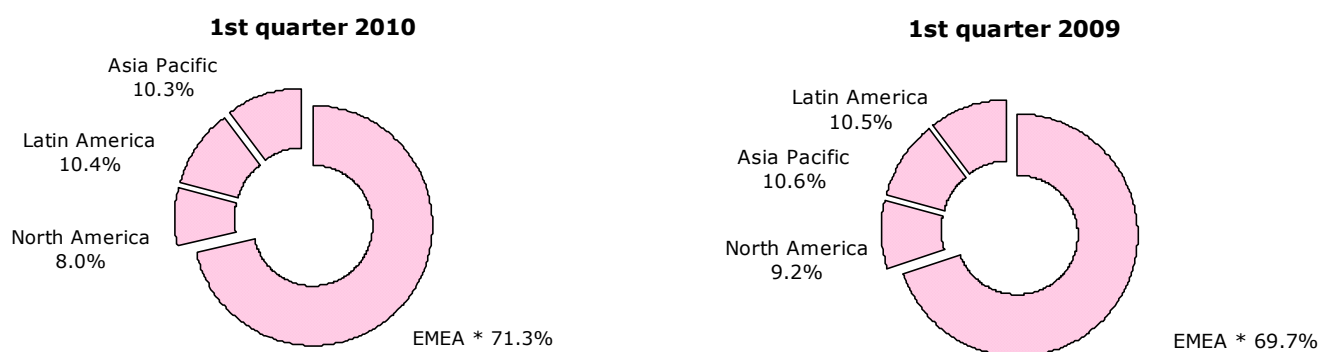 1st quarter 2010
Asia Pacific
10.3%
Latin America
10.4%
North America
8.0%
EMEA * 71.3%
1st quarter 2009
Latin America
10.5%
Asia Pacific
10.6%
North America
9.2%
EMEA * 69.7%